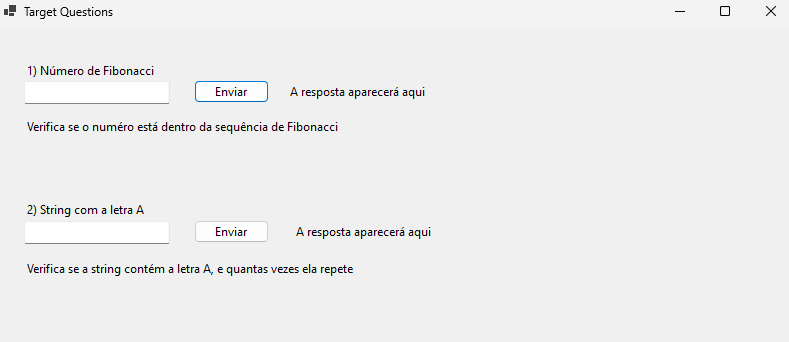 Target Questions
1) Número de Fibonacci
Enviar
A resposta aparecerá aqui
Verifica se o numéro está dentro da sequência de Fibonacci
2) String com a letra A
Enviar
A resposta aparecerá aqui
Verifica se a string contém a letra A, e quantas vezes ela repete